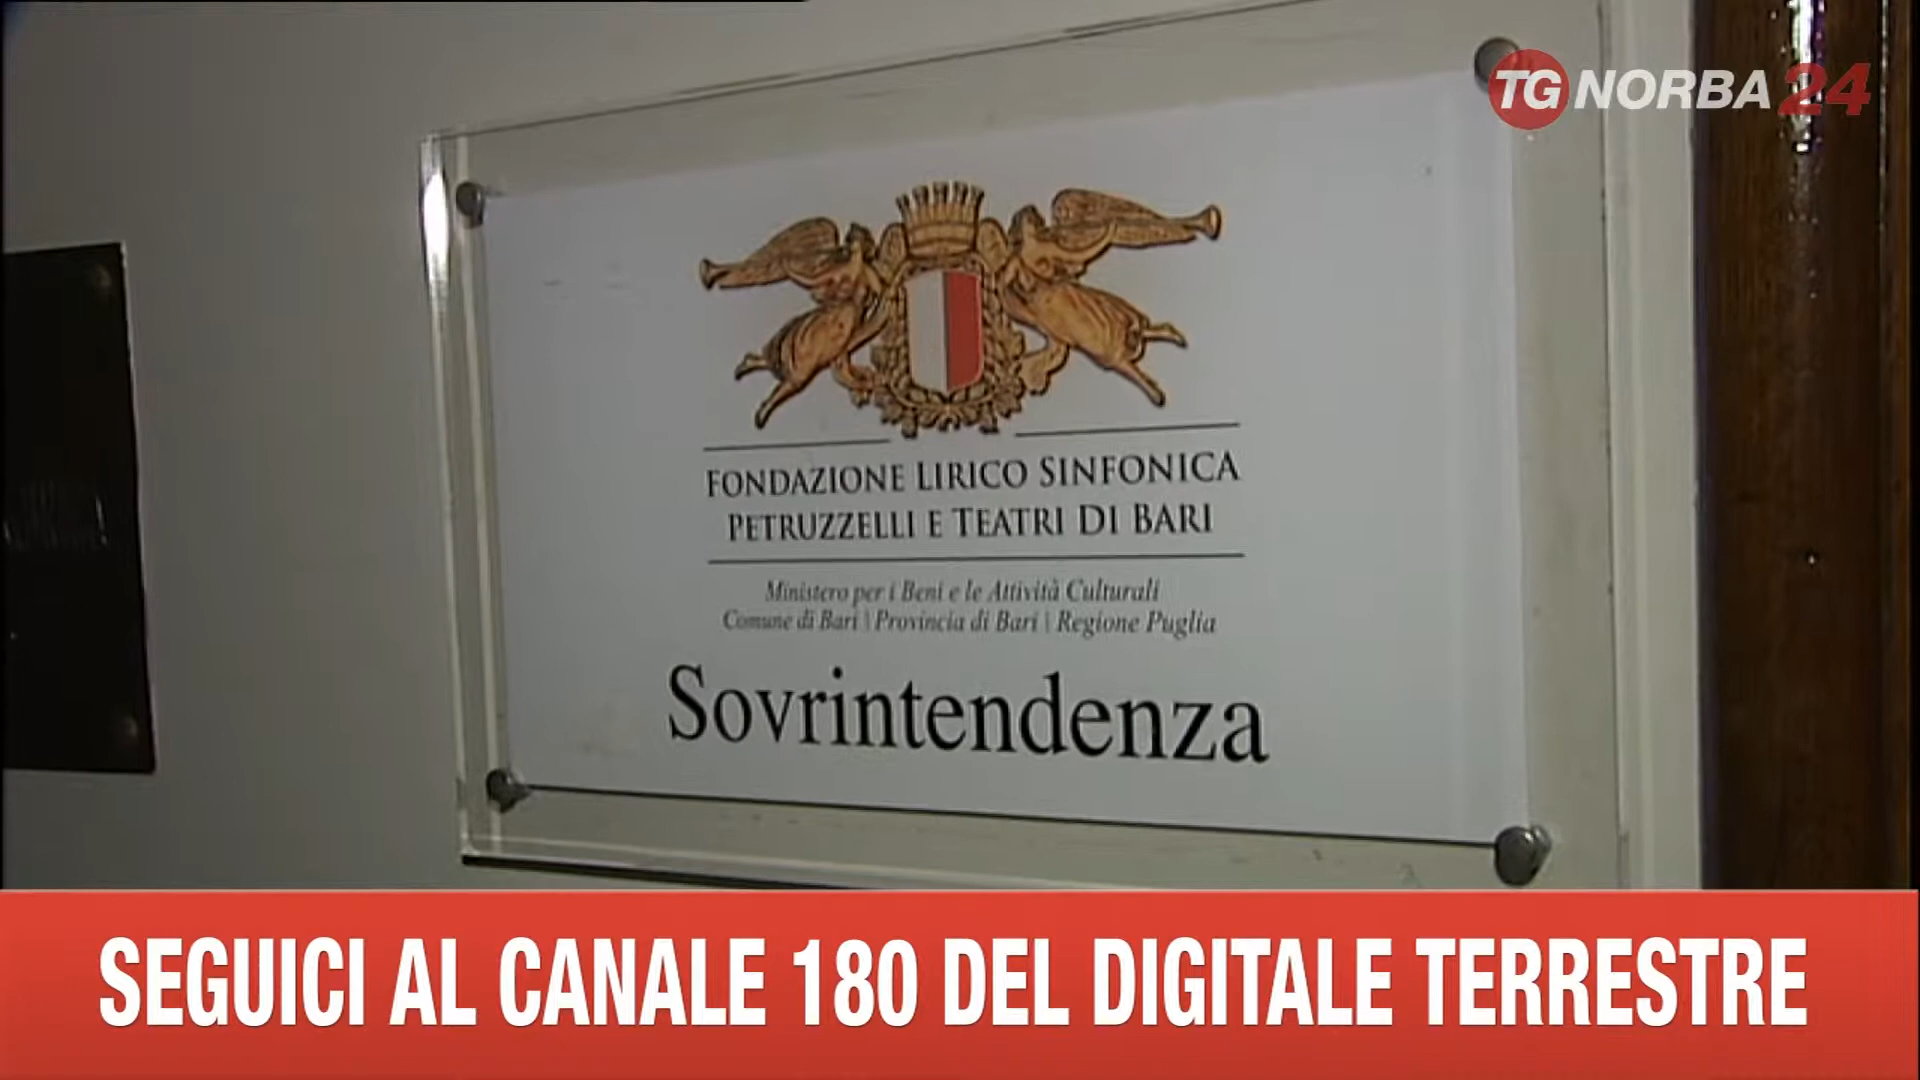 TG NORBA 24
FONDAZIONE LIRICO SINFONICA
PETRUZZELLI E TEATRI DI BARI
Ministero per i Beni e le Attività Culturali
Comune di Bari | Provincia di Bari | Regione Puglia
Sovrintendenza
SEGUICI AL CANALE 180 DEL DIGITALE TERRESTRE